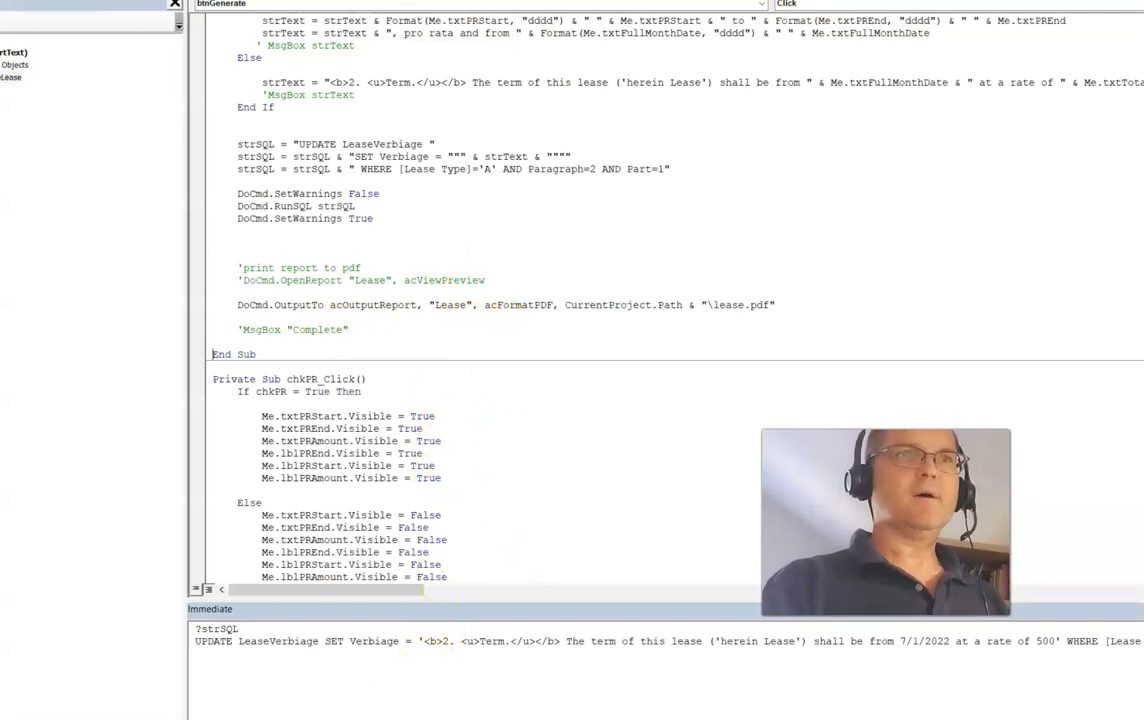 btnGenerate Click
strText = strText & Format(Me.txtPRStart, "dddd") & " " & Me.txtPRStart & " to " & Format(Me.txtPREnd, "dddd") & " " & Me.txtPREnd
strText = strText & ", pro rata and from " & Format(Me.txtFullMonthDate, "dddd") & " " & Me.txtFullMonthDate
' MsgBox strText
rtText)
Else
Objects
eLease
strText = "<b>2. <u>Term.</u></b> The term of this lease ('herein Lease') shall be from " & Me.txtFullMonthDate & " at a rate of " & Me.txtTota
'MsgBox strText
End If
strSQL = "UPDATE LeaseVerbiage "
strSQL = strSQL & "SET Verbiage = """ & strText & """"
strSQL = strSQL & " WHERE [Lease Type]='A' AND Paragraph=2 AND Part=1"
DoCmd.SetWarnings False
DoCmd.RunSQL strSQL
DoCmd.SetWarnings True
'print report to pdf
'DoCmd.OpenReport "Lease", acViewPreview
DoCmd.OutputTo acOutputReport, "Lease", acFormatPDF, CurrentProject.Path & "\lease.pdf"
'MsgBox "Complete"
End Sub
Private Sub chkPR_Click()
If chkPR = True Then
Me.txtPRStart.Visible = True
Me.txtPREnd.Visible = True
Me.txtPRAmount.Visible = True
Me.lblPREnd.Visible = True
Me.lblPRStart.Visible = True
Me.lblPRAmount.Visible = True
Else
Me.txtPRStart.Visible = False
Me.txtPREnd.Visible = False
Me.txtPRAmount.Visible = False
Me.lblPREnd.Visible = False
Me.lblPRStart.Visible = False
Me.lblPRAmount.Visible = False
Immediate
?strSQL
UPDATE LeaseVerbiage SET Verbiage = '<b>2. <u>Term.</u></b> The term of this lease ('herein Lease') shall be from 7/1/2022 at a rate of 500' WHERE [Lease